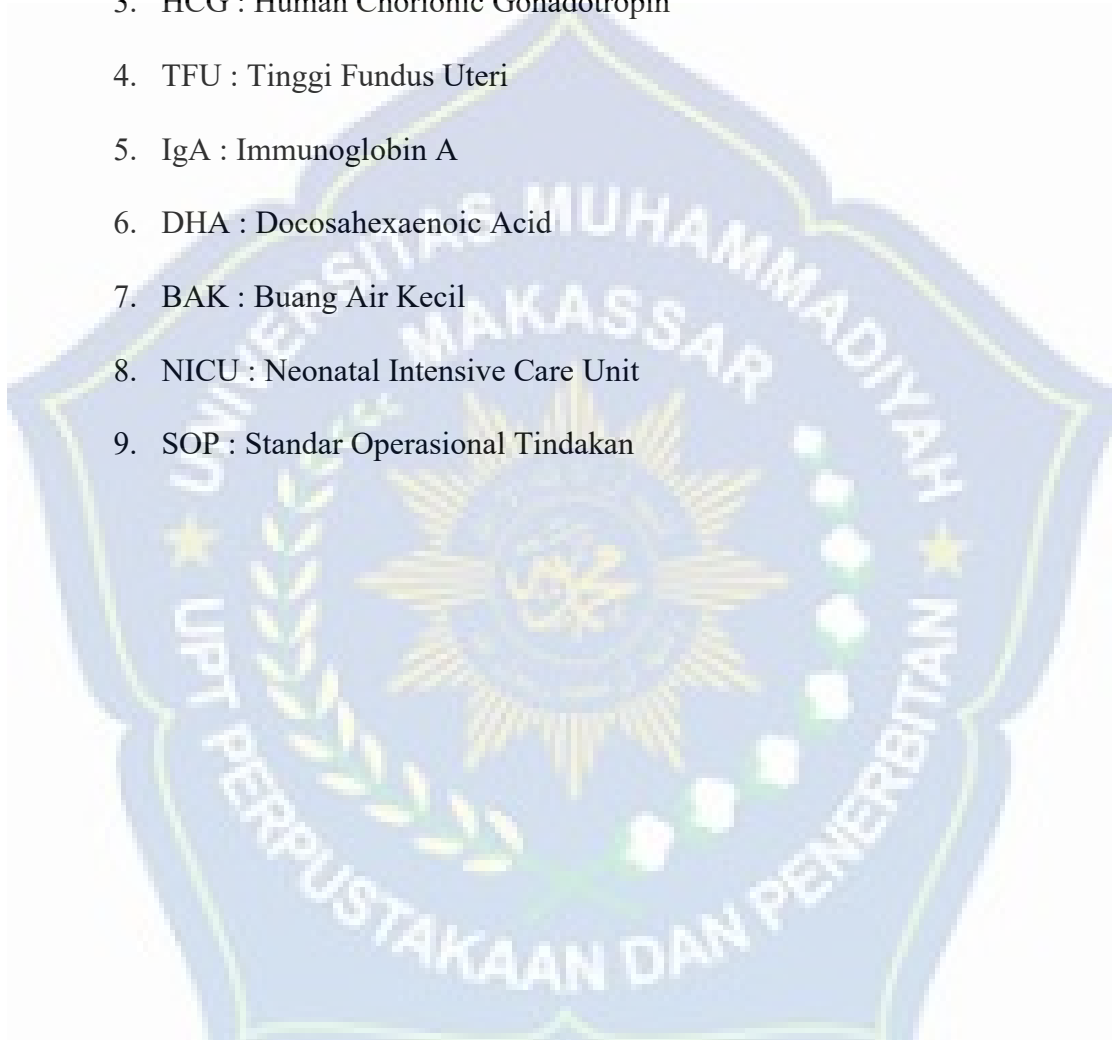 3. HCG : Human Chorionic Gonadotropin
4. TFU : Tinggi Fundus Uteri
5. IgA : Immunoglobin A
6. DHA : Docosahexaenoic Acid
7. BAK : Buang Air Kecil
8. NICU : Neonatal Intensive Care Unit
9. SOP : Standar Operasional Tindakan
UNIVERSITAS MUHAMMADIYAH
MAKASSAR
UPT PERPUSTAKAAN DAN PENERBITAN